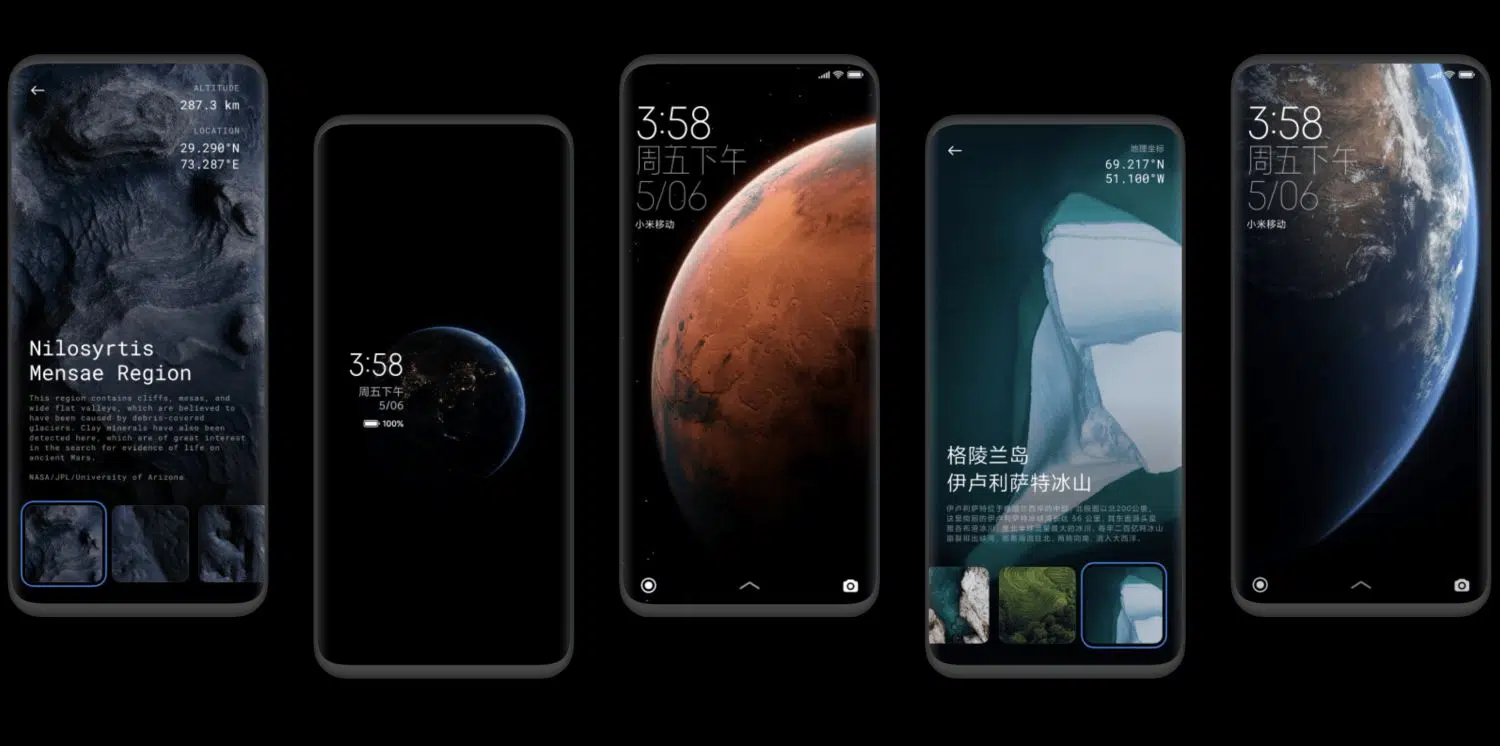 ALTITUDE
287.3 km
LOCATION
29.290°N
73.287°E
Nilosyrtis
Mensae Region
This region contains cliffs, mesas, and
wide flat valleys, which are believed to
have been caused by debris-covered
glaciers. Clay minerals have also been
detected here, which are of great interest
in the search for evidence of life on
ancient Mars.
NASA/JPL/University of Arizona
3:58
周五下午
5/06
100%
3:58
周五下午
5/06
小米移动
地理坐标
69.217°N
51.100°W
格陵兰岛
伊卢利萨特冰山
3:58
周五下午
5/06
小米移动